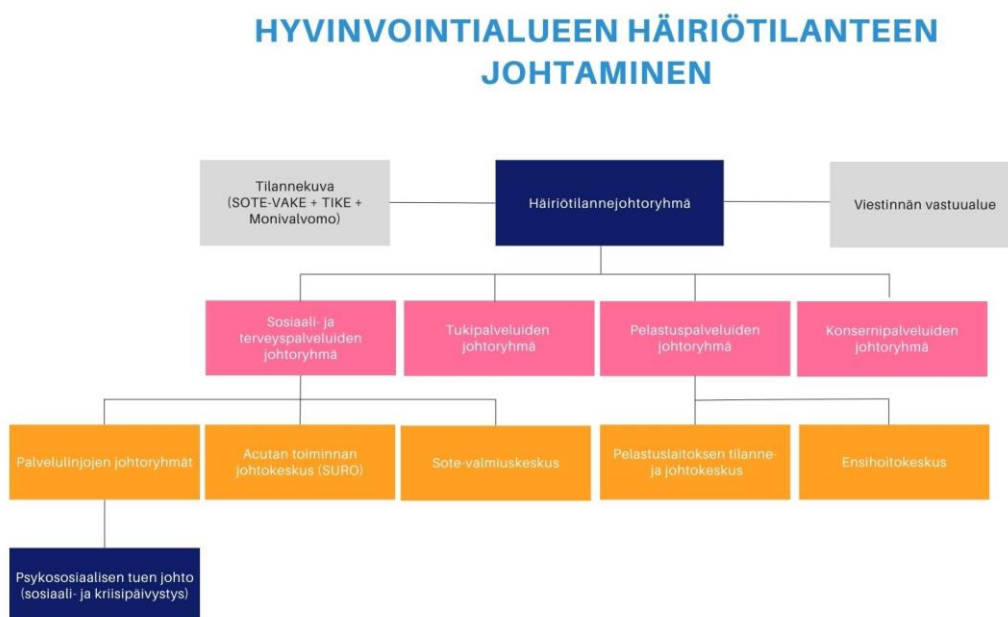 HYVINVOINTIALUEEN HÄIRIÖTILANTEEN
JOHTAMINEN
Tilannekuva
(SOTE-VAKE + TIKE +
Monivalvomo)
Häiriötilannejohtoryhmä
Viestinnän vastuualue
Sosiaali- ja
terveyspalveluiden
johtoryhmä
Tukipalveluiden
johtoryhmä
Pelastuspalveluiden
johtoryhmä
Konsernipalveluiden
johtoryhmä
Palvelulinjojen johtoryhmät
Acutan toiminnan
johtokeskus (SURO)
Sote-valmiuskeskus
Pelastuslaitoksen tilanne-
ja johtokeskus
Ensihoitokeskus
Psykososiaalisen tuen johto
(sosiaali- ja kriisipäivystys)